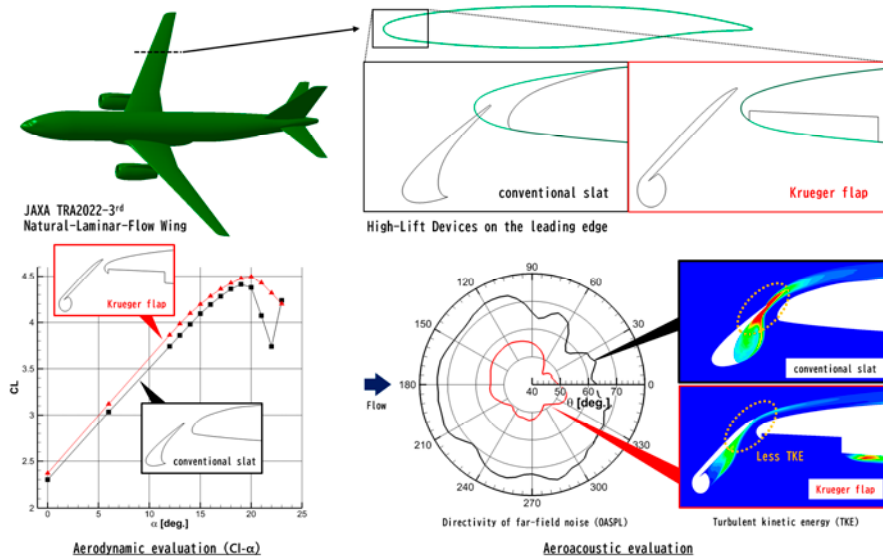 JAXA TRA2022-3rd
Natural-Laminar-Flow Wing
conventional slat
Krueger flap
High-Lift Devices on the leading edge
4.5
4
3.5
3
2.5
2
CL
0
5
10
15
20
25
α [deg.]
Krueger flap
conventional slat
Aerodynamic evaluation (Cl-α)
90
60
30
0
330
300
270
240
210
180
150
120
40
50
60
70
θ [deg.]
Flow
Directivity of far-field noise (OASPL)
conventional slat
Less TKE
Krueger flap
Turbulent kinetic energy (TKE)
Aeroacoustic evaluation